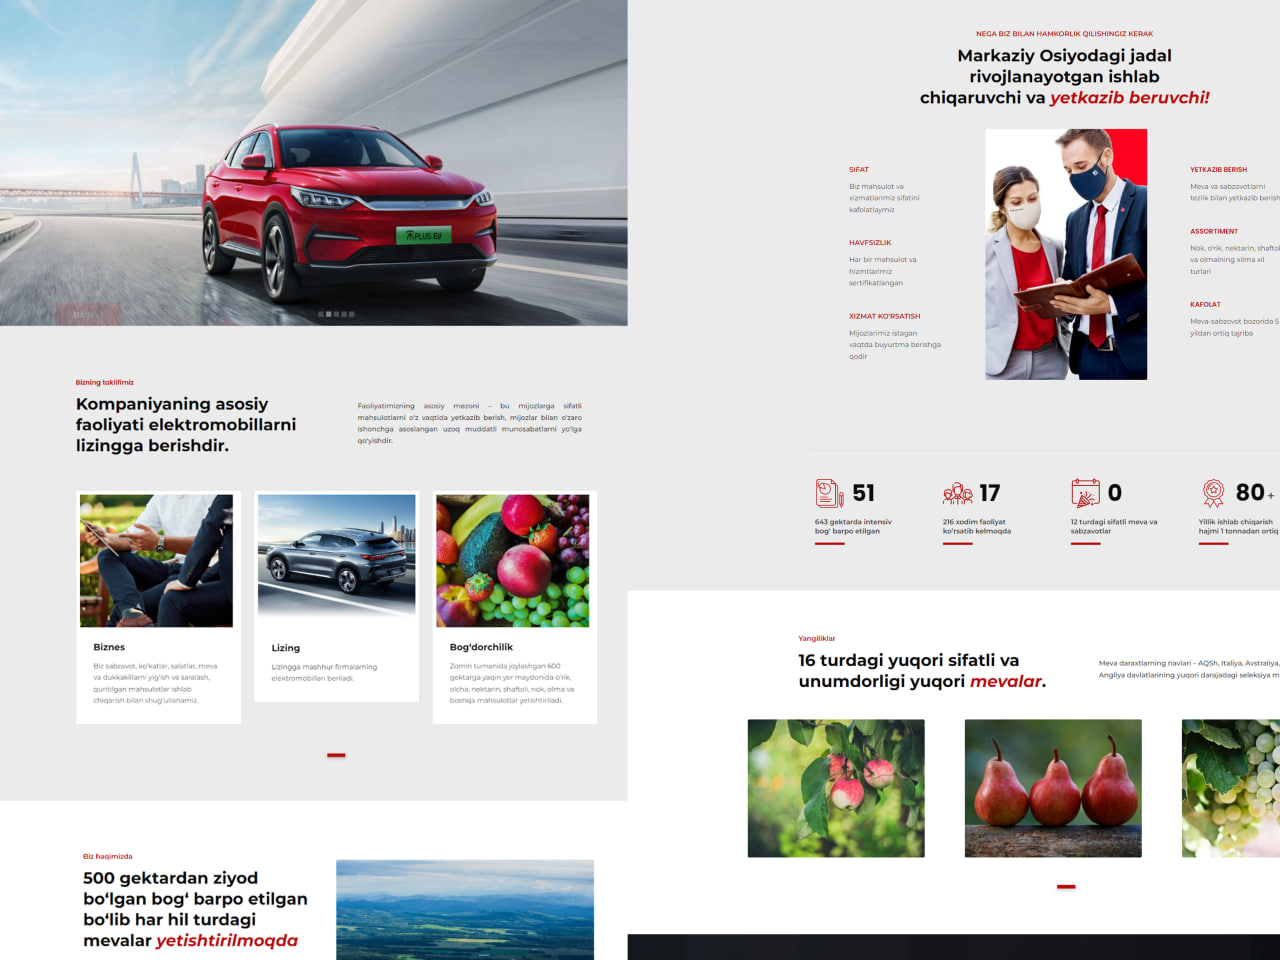 PLUS EV
Bizning taklifimiz
Kompaniyaning asosiy
faoliyati elektromobillarni
lizingga berishdir.
Faoliyatimizning asosiy mezoni – bu mijozlarga sifatli
mahsulotlarni o'z vaqtida yetkazib berish, mijozlar bilan o'zaro
ishonchga asoslangan uzoq muddatli munosabatlarni yo'lga
qo'yishdir.
Biznes
Biz sabzavot, ko'katlar, salatlar, meva
va dukkaklilarni yig'ish va saralash,
quritilgan mahsulotlar ishlab
chiqarish bilan shug'ullanamiz.
Lizing
Lizingga mashhur firmalarning
elektromobillari beriladi.
Bog‘dorchilik
Zomin tumanida joylashgan 600
gektarga yaqin yer maydonida o'rik,
olcha, nektarin, shaftoli, nok, olma va
boshqa mahsulotlar yetishtiriladi.
Biz haqimizda
500 gektardan ziyod
bo‘lgan bog‘ barpo etilgan
bo‘lib har hil turdagi
mevalar yetishtirilmoqda
NEGA BIZ BILAN HAMKORLIK QILISHINGIZ KERAK
Markaziy Osiyodagi jadal
rivojlanayotgan ishlab
chiqaruvchi va yetkazib beruvchi!
SIFAT
Biz mahsulot va
xizmatlarimiz sifatini
kafolatlaymiz
HAVFSIZLIK
Har bir mahsulot va
hizmtlarimiz
sertifikatlangan
XIZMAT KO'RSATISH
Mijozlarimiz istagan
vaqtda buyurtma berishga
qodir
YETKAZIB BERISH
Meva va sabzovotlarni
tezlik bilan yetkazib berish
ASSORTIMENT
Nok, o'rik, nektarin, shaftol
va olmalning xilma xil
turlari
KAFOLAT
Meva-sabzovot bozorida 5
yildan ortiq tajriba
51
643 gektarda intensiv
bog' barpo etilgan
17
216 xodim faoliyat
ko'rsatib kelmoqda
0
12 turdagi sifatli meva va
sabzavotlar
80 +
Yillik ishlab chiqarish
hajmi 1 tonnadan ortiq
Yangiliklar
16 turdagi yuqori sifatli va
unumdorligi yuqori mevalar.
Meva daraxtlarning navlari – AQSh, Italiya, Avstraliya,
Angliya davlatlarining yuqori darajadagi seleksiya m